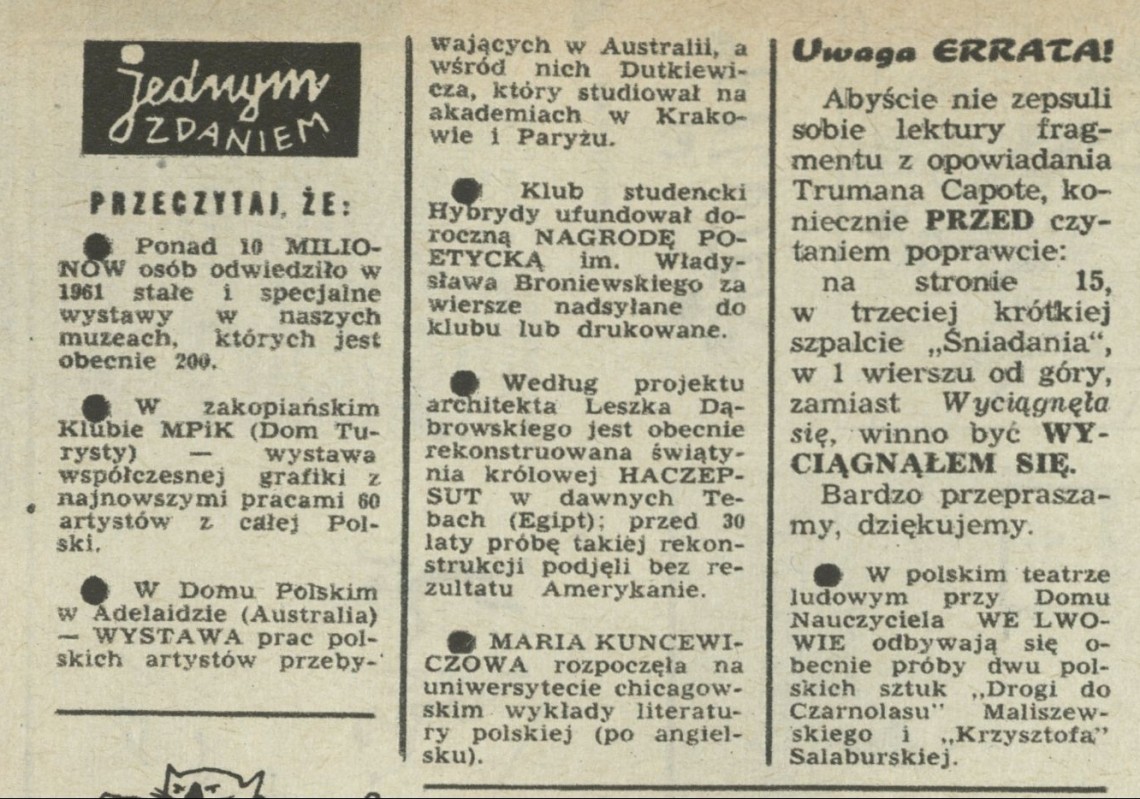 jednym
ZDANIEM
PRZECZYTAJ, ŻE:
● Ponad 10 MILIO-
NÓW osób odwiedziło w
1961 stałe i specjalne
wystawy w naszych
muzeach, których jest
obecnie 200.
● W zakopiańskim
Klubie MPiK (Dom Tu-
rysty) — wystawa
współczesnej grafiki z
najnowszymi pracami 60
artystów z całej Pol-
ski.
● W Domu Polskim
w Adelaidzie (Australia)
— WYSTAWA prac pol-
skich artystów przeby-
wających w Australii, a
wśród nich Dutkiewi-
cza, który studiował na
akademiach w Krako-
wie i Paryżu.
● Klub studencki
Hybrydy ufundował do-
roczną NAGRODĘ PO-
ETYCKĄ im. Włady-
sława Broniewskiego za
wiersze nadsyłane do
klubu lub drukowane.
● Według projektu
architekta Leszka Dą-
browskiego jest obecnie
rekonstruowana świąty-
nia królowej HACZEP-
SUT w dawnych Te-
bach (Egipt); przed 30
laty próbę takiej rekon-
strukcji podjęli bez re-
zultatu Amerykanie.
● MARIA KUNCEWI-
CZOWA rozpoczęła na
uniwersytecie chicagow-
skim wykłady literatu-
ry polskiej (po angiel-
sku).
Uwaga ERRATA!
Abyście nie zepsuli
sobie lektury frag-
mentu z opowiadania
Trumana Capote, ko-
niecznie PRZED czy-
taniem poprawcie:
na stronie 15,
w trzeciej krótkiej
szpalcie „Śniadania“,
w 1 wierszu od góry,
zamiast Wyciągnęła
się, winno być WY-
CIĄGNĄŁEM SIĘ.
Bardzo przeprasza-
my, dziękujemy.
● W polskim teatrze
ludowym przy Domu
Nauczyciela WE LWO-
WIE odbywają się o-
becnie próby dwu pol-
skich sztuk „Drogi do
Czarnolasu” Maliszew-
skiego i „Krzysztofa”
Salaburskiej.